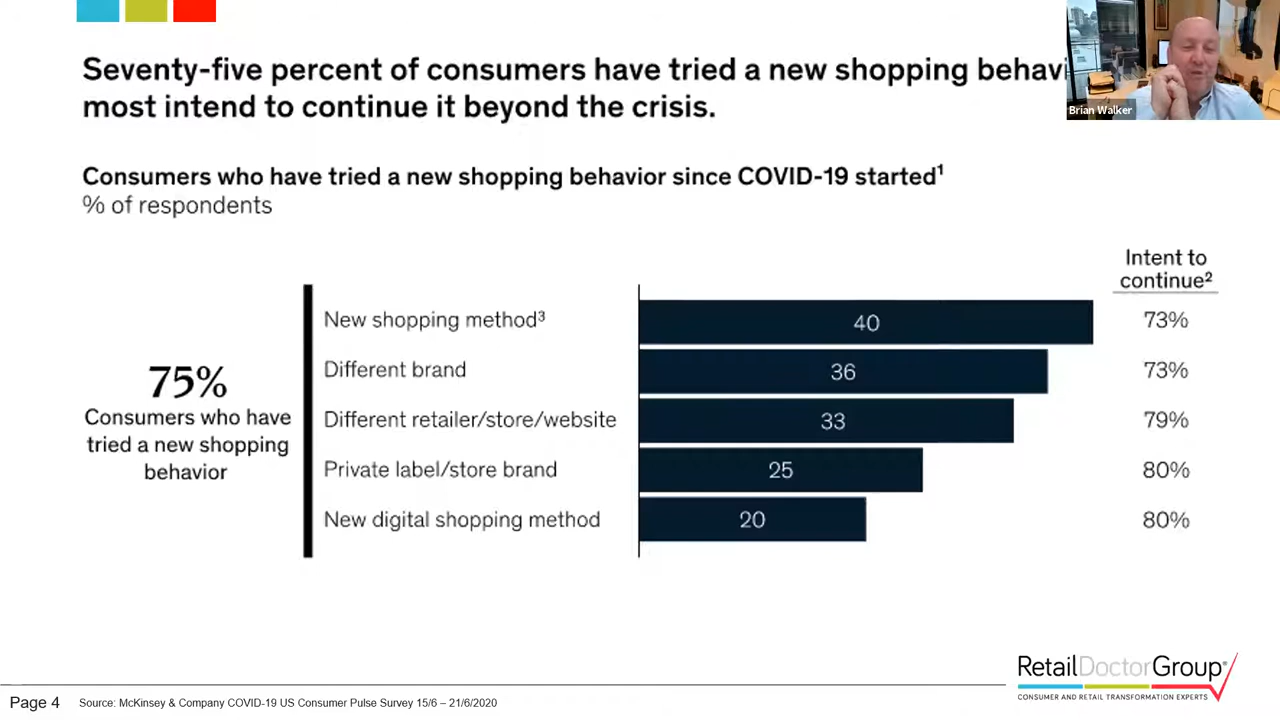 Seventy-five percent of consumers have tried a new shopping behavi
most intend to continue it beyond the crisis.
Brian Walker
Consumers who have tried a new shopping behavior since COVID-19 started¹
% of respondents
Intent to
continue²
75%
Consumers who have
tried a new shopping
behavior
New shopping method³ 40 73%
Different brand 36 73%
Different retailer/store/website 33 79%
Private label/store brand 25 80%
New digital shopping method 20 80%
RetailDoctorGroup®
CONSUMER AND RETAIL TRANSFORMATION EXPERTS
Page 4 Source: McKinsey & Company COVID-19 US Consumer Pulse Survey 15/6 – 21/6/2020